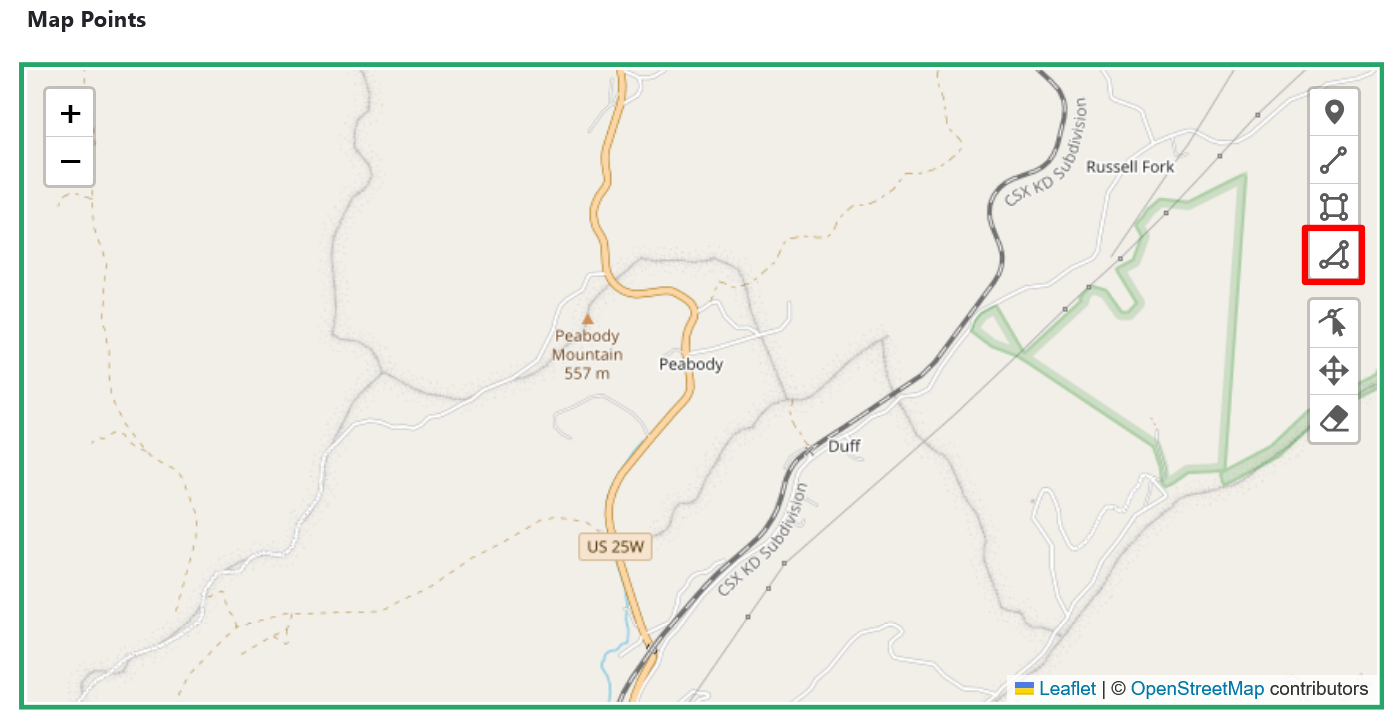 Map Points
+
−
CSX KD Subdivision
Russell Fork
Peabody
Mountain
557 m
Peabody
Duff
US 25W
CSX KD Subdivision
Leaflet | © OpenStreetMap contributors